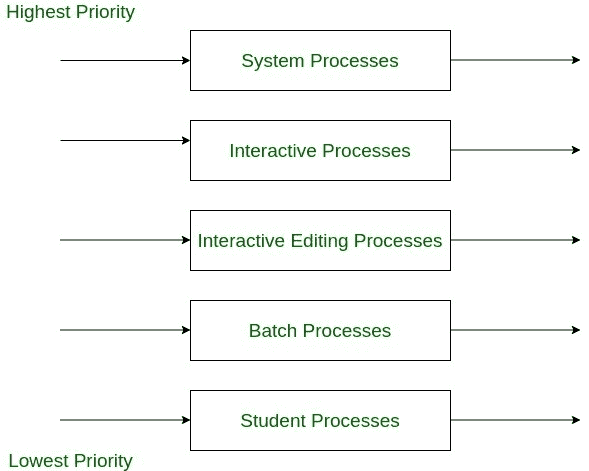 Highest Priority
System Processes
Interactive Processes
Interactive Editing Processes
Batch Processes
Student Processes
Lowest Priority